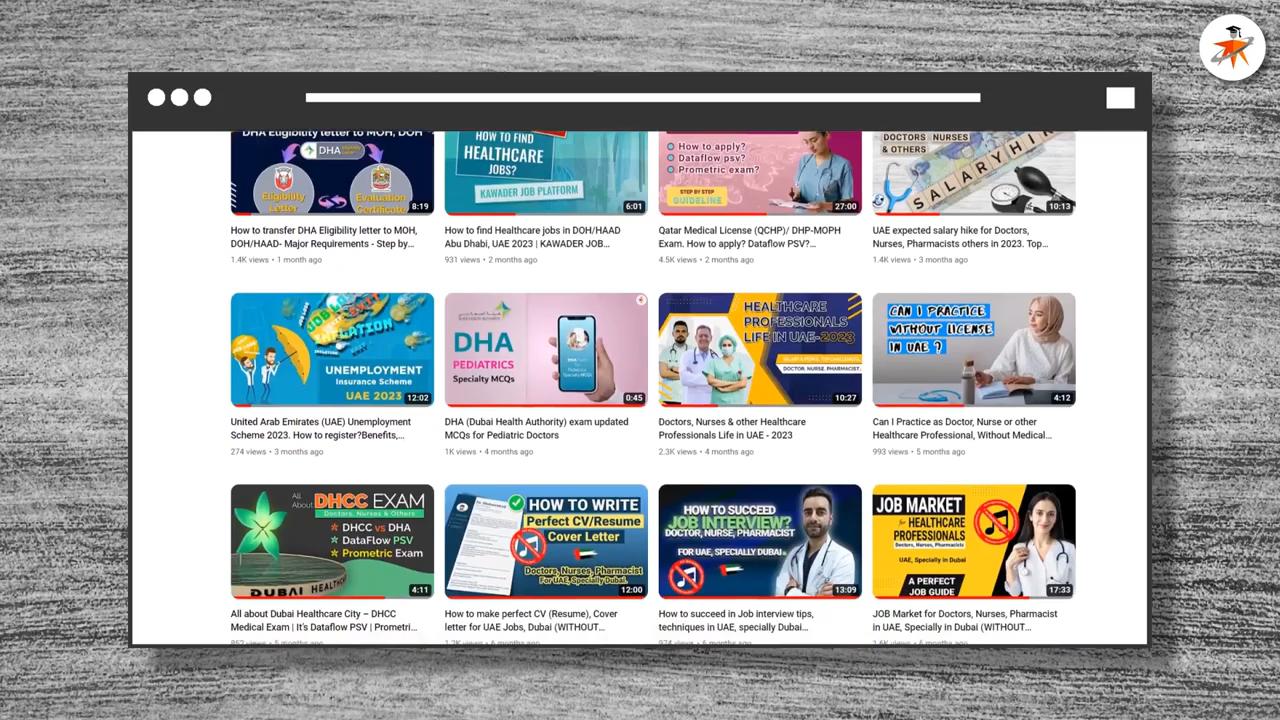 DHA Eligibility letter to MOH, DOH
DHA
Eligibility
Letter
Evaluation
Certificate
8:19
HOW TO FIND
HEALTHCARE
JOBS?
KAWADER JOB PLATFORM
6:01
How to apply?
Dataflow psv?
Prometric exam?
STEP BY STEP
GUIDELINE
27:00
DOCTORS NURSES
& OTHERS
SALARY HIK
10:13
How to transfer DHA Eligibility letter to MOH,
DOH/HAAD- Major Requirements - Step by...
1.4K views • 1 month ago
How to find Healthcare jobs in DOH/HAAD
Abu Dhabi, UAE 2023 | KAWADER JOB...
931 views • 2 months ago
Qatar Medical License (QCHP)/ DHP-MOPH
Exam. How to apply? Dataflow PSV?...
4.5K views • 2 months ago
UAE expected salary hike for Doctors,
Nurses, Pharmacists others in 2023. Top...
1.4K views • 3 months ago
UNEMPLOYMENT
Insurance Scheme
UAE 2023
12:02
DHA
PEDIATRICS
Specialty MCQs
0:45
HEALTHCARE
PROFESSIONALS
LIFE IN UAE-2023
DOCTOR, NURSE, PHARMACIST.
10:27
CAN I PRACTICE
WITHOUT LICENSE
IN UAE ?
4:12
United Arab Emirates (UAE) Unemployment
Scheme 2023. How to register?Benefits,...
274 views • 3 months ago
DHA (Dubai Health Authority) exam updated
MCQs for Pediatric Doctors
1K views • 4 months ago
Doctors, Nurses & other Healthcare
Professionals Life in UAE - 2023
2.3K views • 4 months ago
Can I Practice as Doctor, Nurse or other
Healthcare Professional, Without Medical...
993 views • 5 months ago
All
About
DHCC EXAM
Doctors, Nurses & Others
DHCC vs DHA
DataFlow PSV
Prometric Exam
DUBAI HEALTH
4:11
HOW TO WRITE
Perfect CV/Resume
Cover Letter
Doctors, Nurses, Pharmacist
For UAE, Specially Dubai.
12:00
HOW TO SUCCEED
JOB INTERVIEW?
DOCTOR, NURSE, PHARMACIST
FOR UAE, SPECIALLY DUBAI.
13:09
JOB MARKET
for HEALTHCARE
PROFESSIONALS
Doctors, Nurses, Pharmacists
UAE, Specially in Dubai
A PERFECT
JOB GUIDE
17:33
All about Dubai Healthcare City – DHCC
Medical Exam | It's Dataflow PSV | Prometri...
How to make perfect CV (Resume), Cover
letter for UAE Jobs, Dubai (WITHOUT...
How to succeed in Job interview tips,
techniques in UAE, specially Dubai...
JOB Market for Doctors, Nurses, Pharmacist
in UAE, Specially in Dubai (WITHOUT...